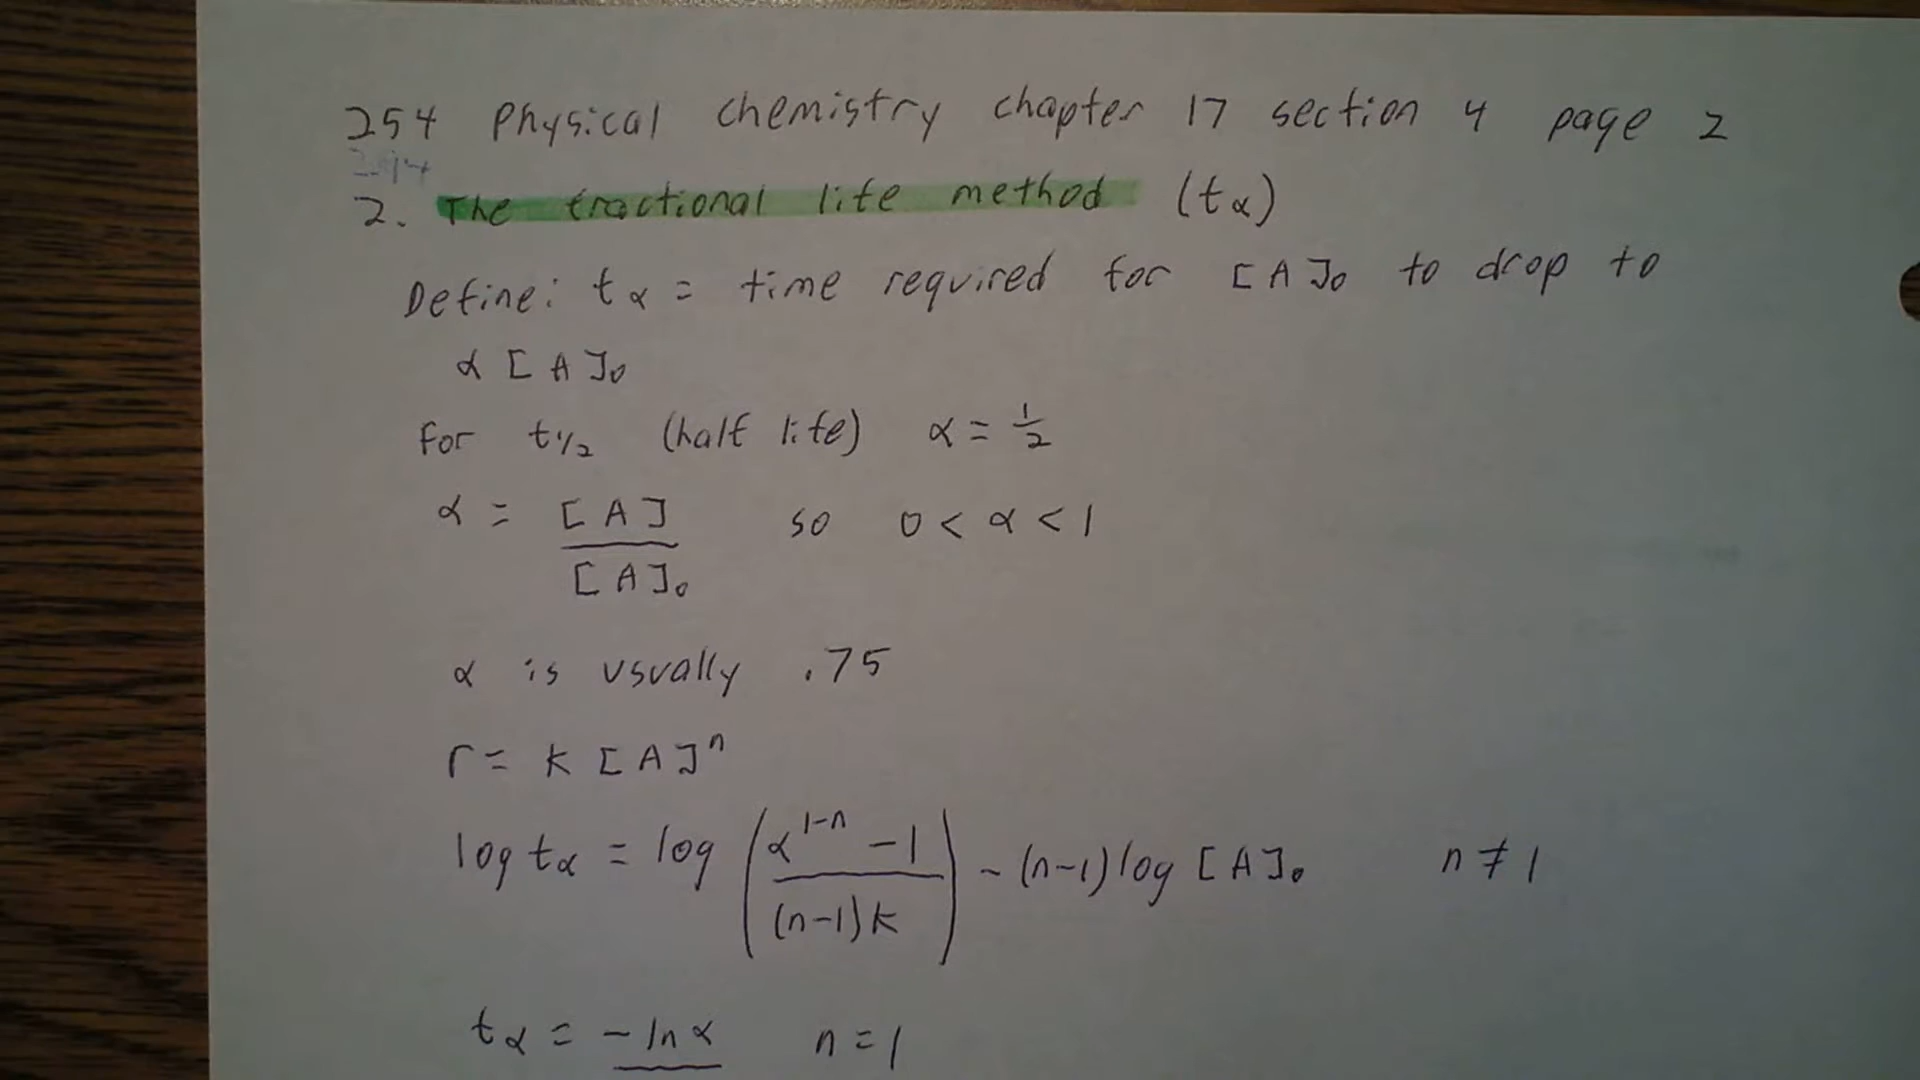 254 Physical chemistry chapter 17 section 4 page 2
2. The fractional life method (tα)
Define: tα = time required for [A]₀ to drop to
α [A]₀
For t1/2 (half life) α = 1/2
α = [A] / [A]₀ so 0 < α < 1
α is usually .75
r = k [A]ⁿ
log tα = log ((α^(1-n) - 1) / ((n-1)k)) - (n-1) log [A]₀ n ≠ 1
tα = -ln α n = 1